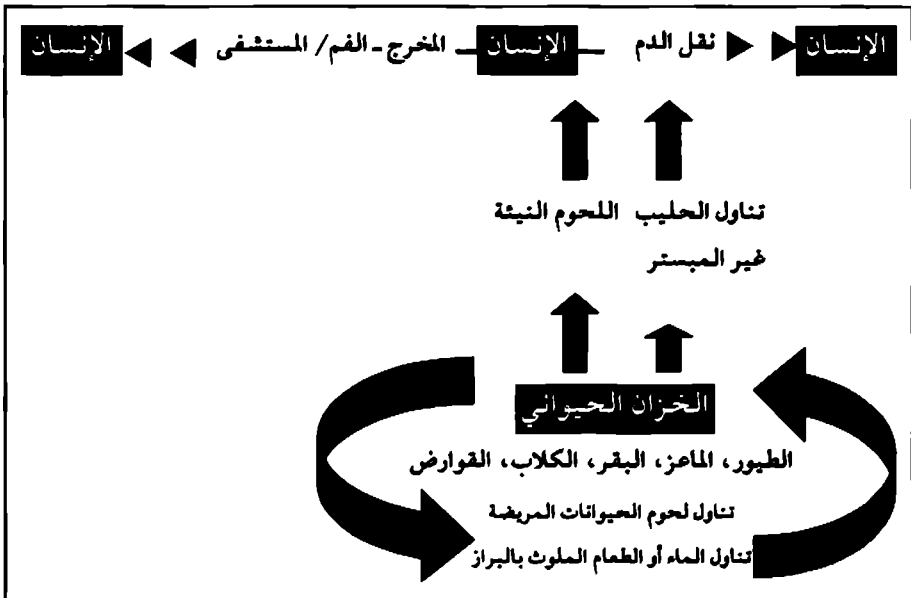 الإنسان نقل الدم الإنسان المخرج - الفم / المستشفى الإنسان
تناول الحليب اللحوم النيئة
غير المبستر
الخزان الحيواني
الطيور، الماعز، البقر، الكلاب، القوارض
تناول لحوم الحيوانات المريضة
تناول الماء أو الطعام الملوث بالبراز